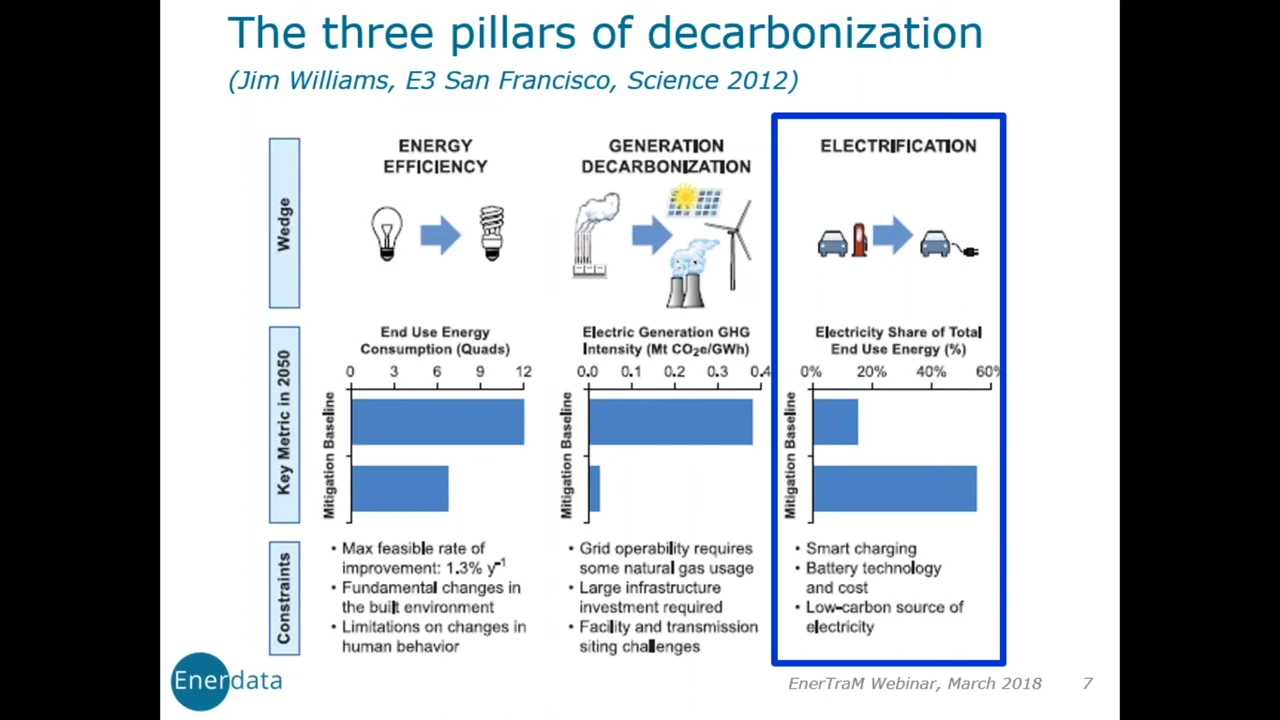 The three pillars of decarbonization
(Jim Williams, E3 San Francisco, Science 2012)
Wedge
ENERGY
EFFICIENCY
GENERATION
DECARBONIZATION
ELECTRIFICATION
Key Metric in 2050
End Use Energy
Consumption (Quads)
0 3 6 9 12
Mitigation Baseline
Electric Generation GHG
Intensity (Mt CO₂e/GWh)
0.0 0.1 0.2 0.3 0.4
Mitigation Baseline
Electricity Share of Total
End Use Energy (%)
0% 20% 40% 60%
Mitigation Baseline
Constraints
• Max feasible rate of
improvement: 1.3% y⁻¹
• Fundamental changes in
the built environment
• Limitations on changes in
human behavior
• Grid operability requires
some natural gas usage
• Large infrastructure
investment required
• Facility and transmission
siting challenges
• Smart charging
• Battery technology
and cost
• Low-carbon source of
electricity
Enerdata
EnerTraM Webinar, March 2018 7